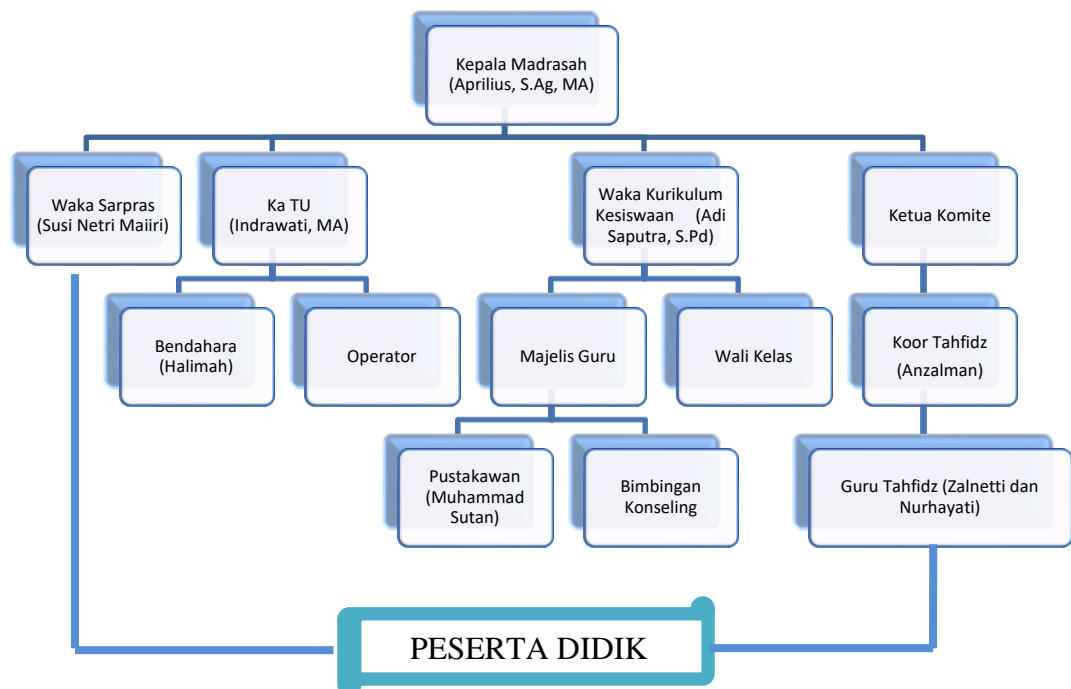 Kepala Madrasah
(Aprilius, S.Ag, MA)
Waka Sarpras
(Susi Netri Maiiri)
Ka TU
(Indrawati, MA)
Waka Kurikulum
Kesiswaan (Adi
Saputra, S.Pd)
Ketua Komite
Bendahara
(Halimah)
Operator
Majelis Guru
Wali Kelas
Koor Tahfidz
(Anzalman)
Pustakawan
(Muhammad
Sutan)
Bimbingan
Konseling
Guru Tahfidz (Zalnetti dan
Nurhayati)
PESERTA DIDIK